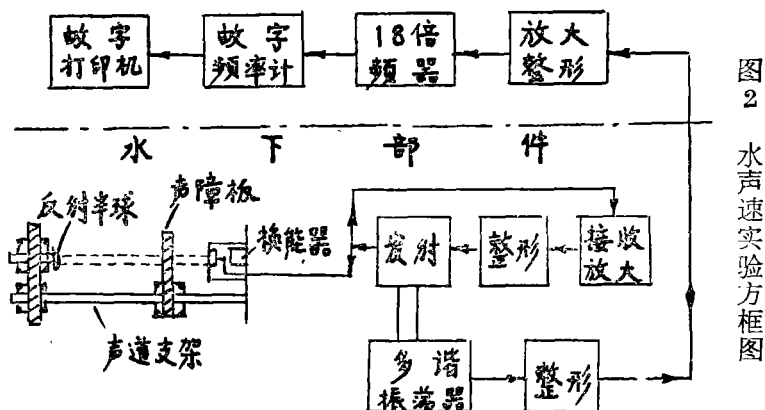 数字
打印机
数字
频率计
18倍
频器
放大
整形
水下部件
反射半球
声障板
换能器
发射
整形
接收
放大
声道支架
多谐
振荡器
整形
图2 水声速实验方框图